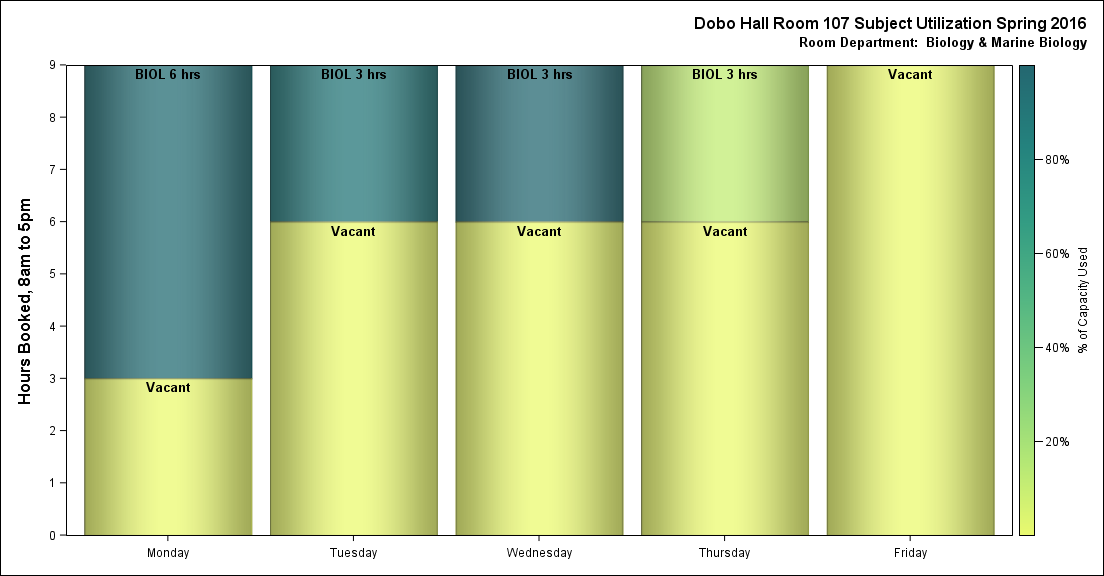 Dobo Hall Room 107 Subject Utilization Spring 2016
Room Department:  Biology & Marine Biology
Hours Booked, 8am to 5pm
9
8
7
6
5
4
3
2
1
0
BIOL 6 hrs
Vacant
BIOL 3 hrs
Vacant
BIOL 3 hrs
Vacant
BIOL 3 hrs
Vacant
Vacant
Monday
Tuesday
Wednesday
Thursday
Friday
80%
60%
40%
20%
% of Capacity Used